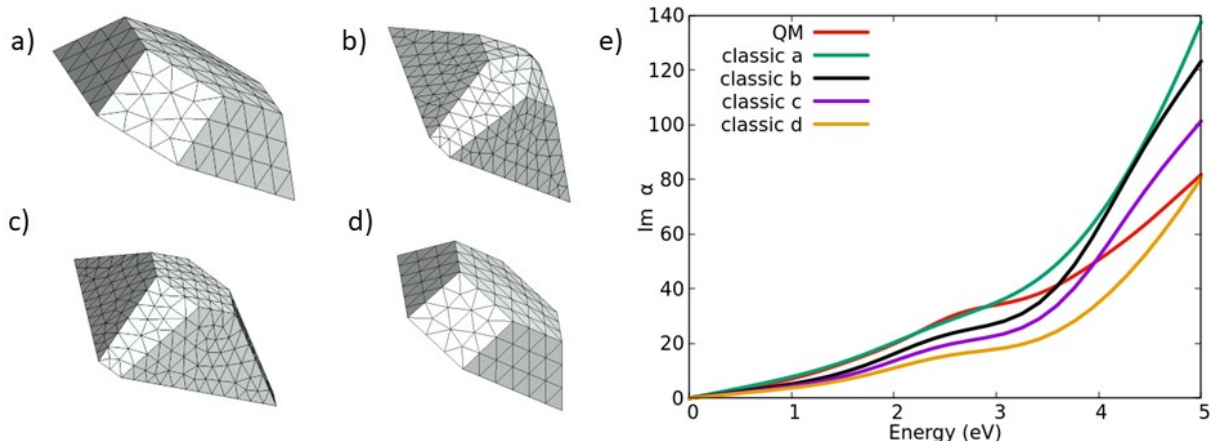 a)
b)
c)
d)
e)
QM
classic a
classic b
classic c
classic d
140
120
100
80
60
40
20
0
Im α
0 1 2 3 4 5
Energy (eV)